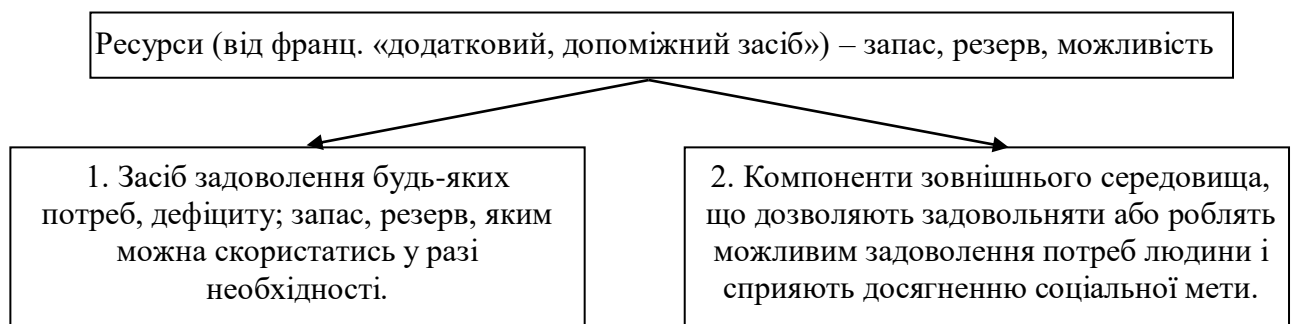 Ресурси (від франц. «додатковий, допоміжний засіб») – запас, резерв, можливість
1. Засіб задоволення будь-яких
потреб, дефіциту; запас, резерв, яким
можна скористатись у разі
необхідності.
2. Компоненти зовнішнього середовища,
що дозволяють задовольняти або роблять
можливим задоволення потреб людини і
сприяють досягненню соціальної мети.